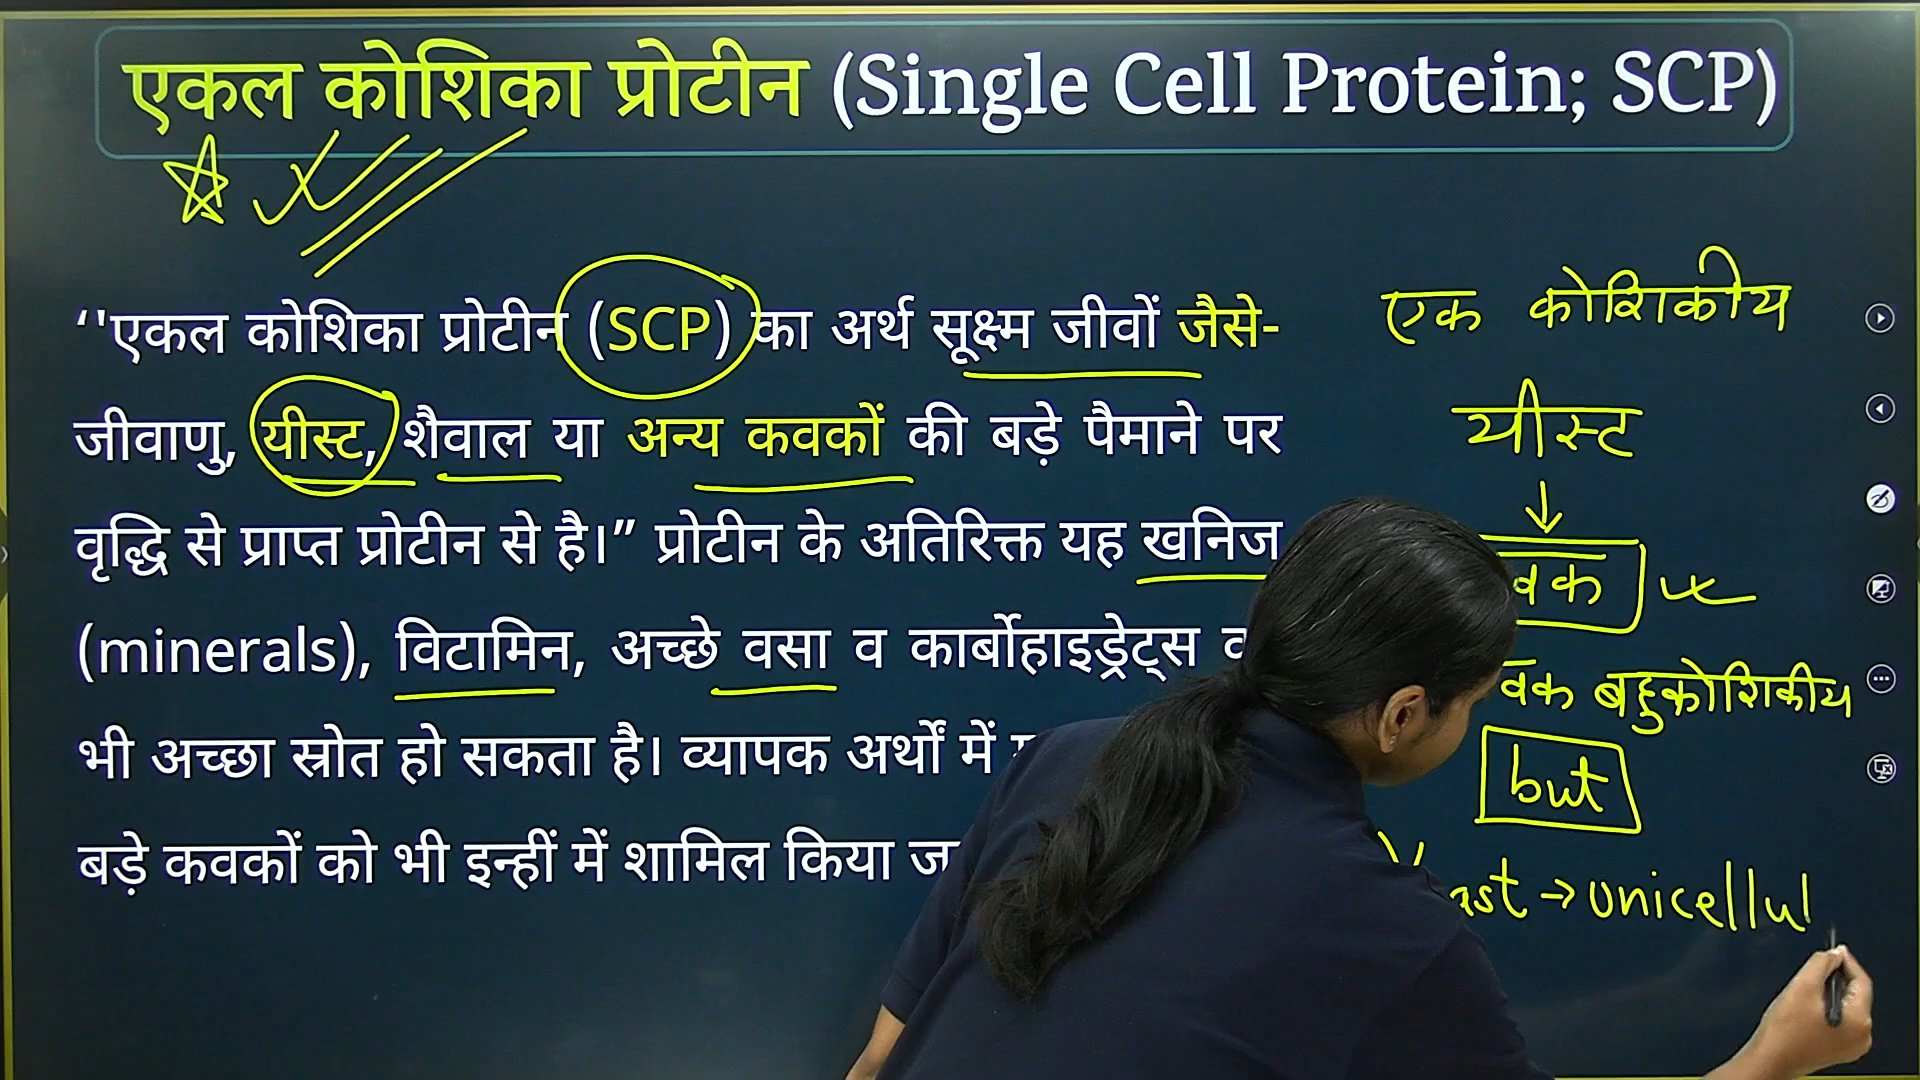 एकल कोशिका प्रोटीन (Single Cell Protein; SCP)
‘'एकल कोशिका प्रोटीन (SCP) का अर्थ सूक्ष्म जीवों जैसे-
जीवाणु, यीस्ट, शैवाल या अन्य कवकों की बड़े पैमाने पर
वृद्धि से प्राप्त प्रोटीन से है।” प्रोटीन के अतिरिक्त यह खनिज
(minerals), विटामिन, अच्छे वसा व कार्बोहाइड्रेट्स
भी अच्छा स्रोत हो सकता है। व्यापक अर्थों में
बड़े कवकों को भी इन्हीं में शामिल किया
एक कोशिकीय
यीस्ट
बहुकोशिकीय
but
→ unicellul